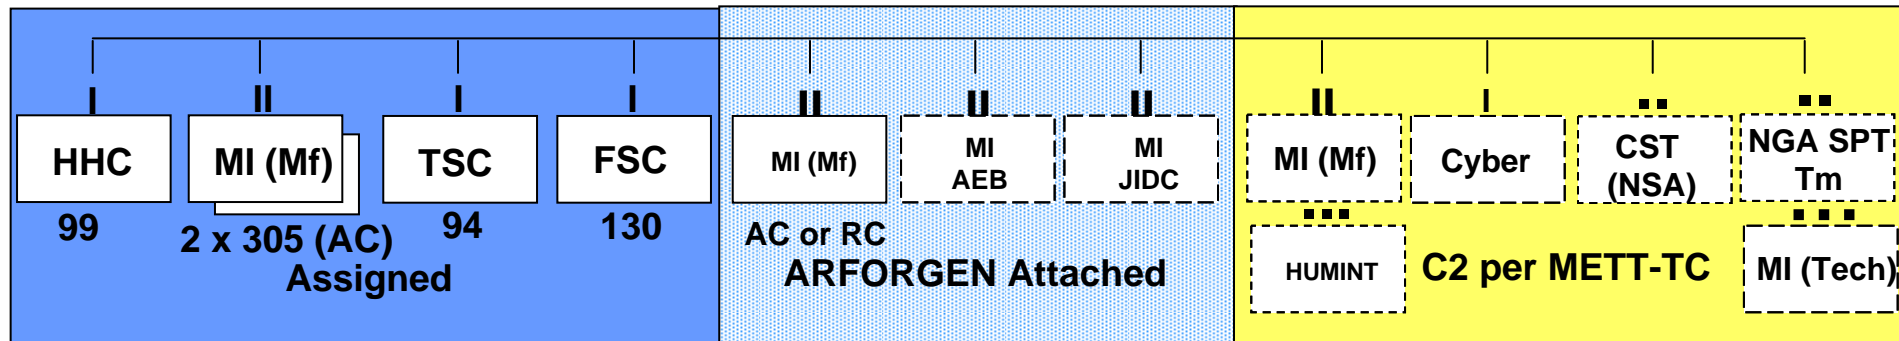 I II I I II U U II I
HHC MI (Mf) TSC FSC MI (Mf) MI AEB MI JIDC MI (Mf) Cyber CST (NSA) NGA SPT Tm
99 2 x 305 (AC) 94 130 AC or RC
HUMINT MI (Tech)
Assigned ARFORGEN Attached C2 per METT-TC